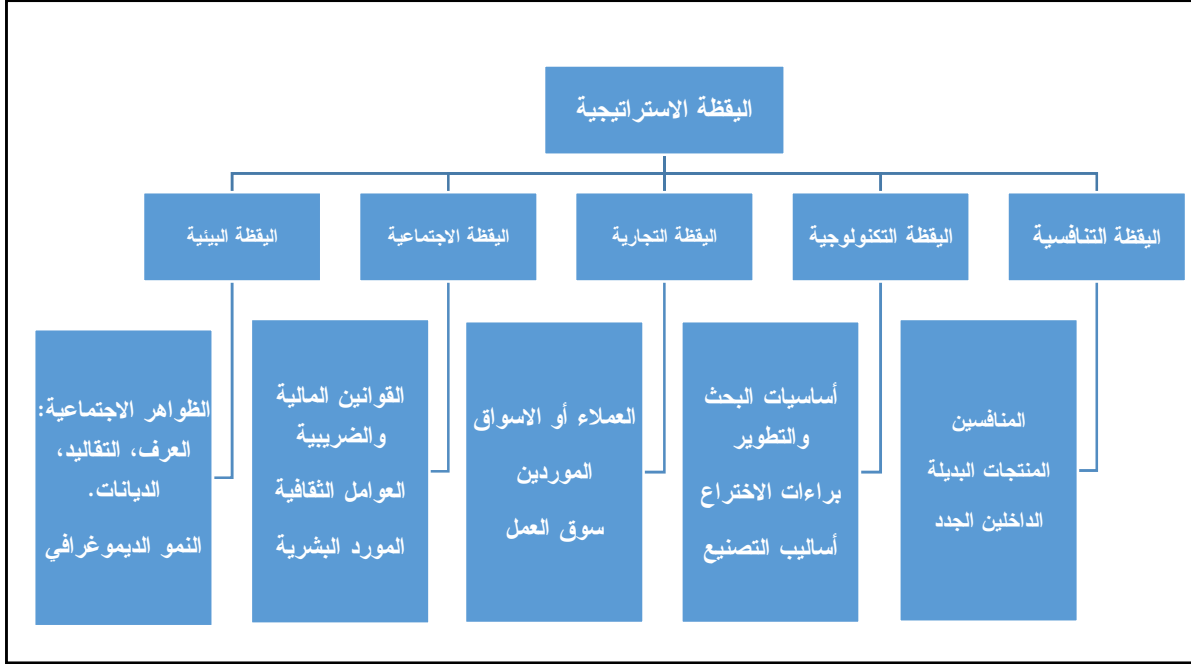 اليقظة الاستراتيجية
اليقظة التنافسية
اليقظة التكنولوجية
اليقظة التجارية
اليقظة الاجتماعية
اليقظة البيئية
المنافسين
المنتجات البديلة
الداخلين الجدد
أساسيات البحث
والتطوير
براءات الاختراع
أساليب التصنيع
العملاء أو الاسواق
الموردين
سوق العمل
القوانين المالية
والضريبية
العوامل الثقافية
المورد البشرية
الظواهر الاجتماعية:
العرف، التقاليد،
الديانات.
النمو الديموغرافي